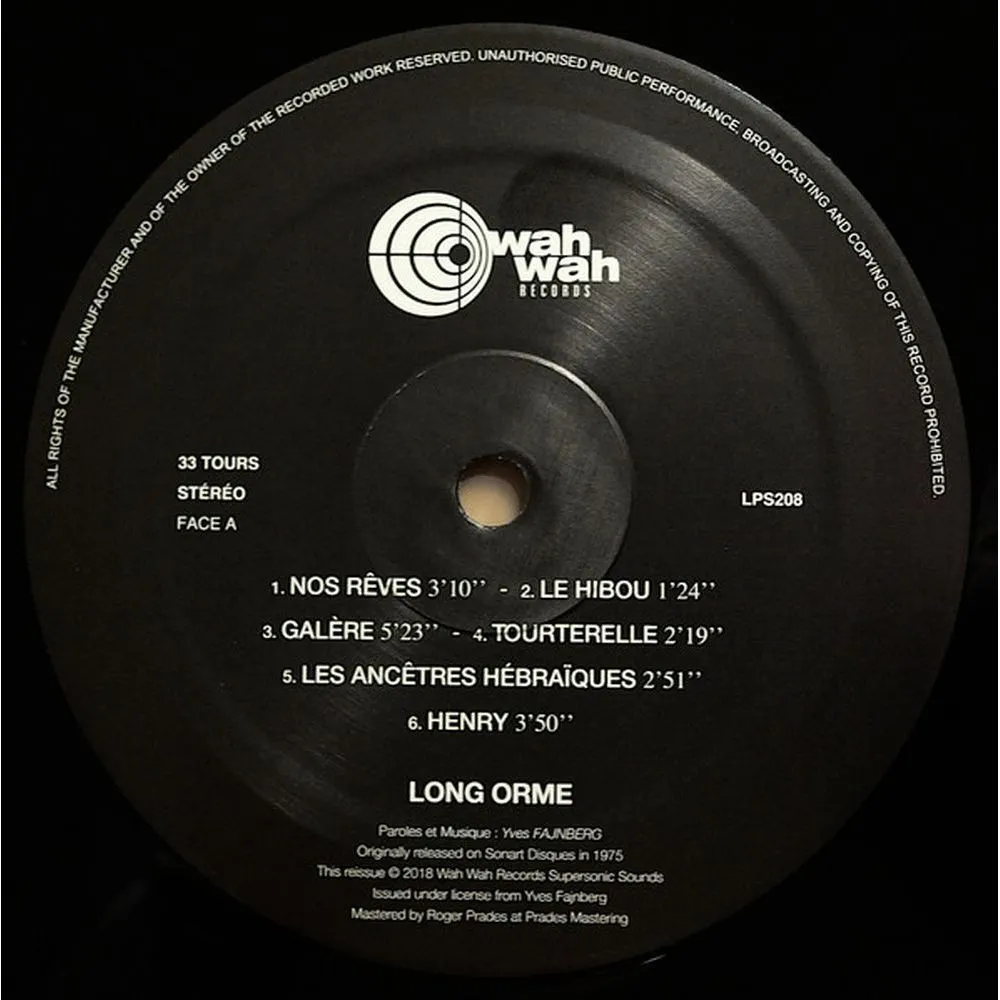 ALL RIGHTS OF THE MANUFACTURER AND OF THE OWNER OF THE RECORDED WORK RESERVED. UNAUTHORISED PUBLIC PERFORMANCE, BROADCASTING AND COPYING OF THIS RECORD PROHIBITED.
wah
wah
RECORDS
33 TOURS
STÉRÉO
FACE A
LPS208
1. NOS RÊVES 3'10'' - 2. LE HIBOU 1'24''
3. GALÈRE 5'23'' - 4. TOURTERELLE 2'19''
5. LES ANCÊTRES HÉBRAÏQUES 2'51''
6. HENRY 3'50''
LONG ORME
Paroles et Musique : Yves FAJNBERG
Originally released on Sonart Disques in 1975
This reissue © 2018 Wah Wah Records Supersonic Sounds
Issued under license from Yves Fajnberg
Mastered by Roger Prades at Prades Mastering